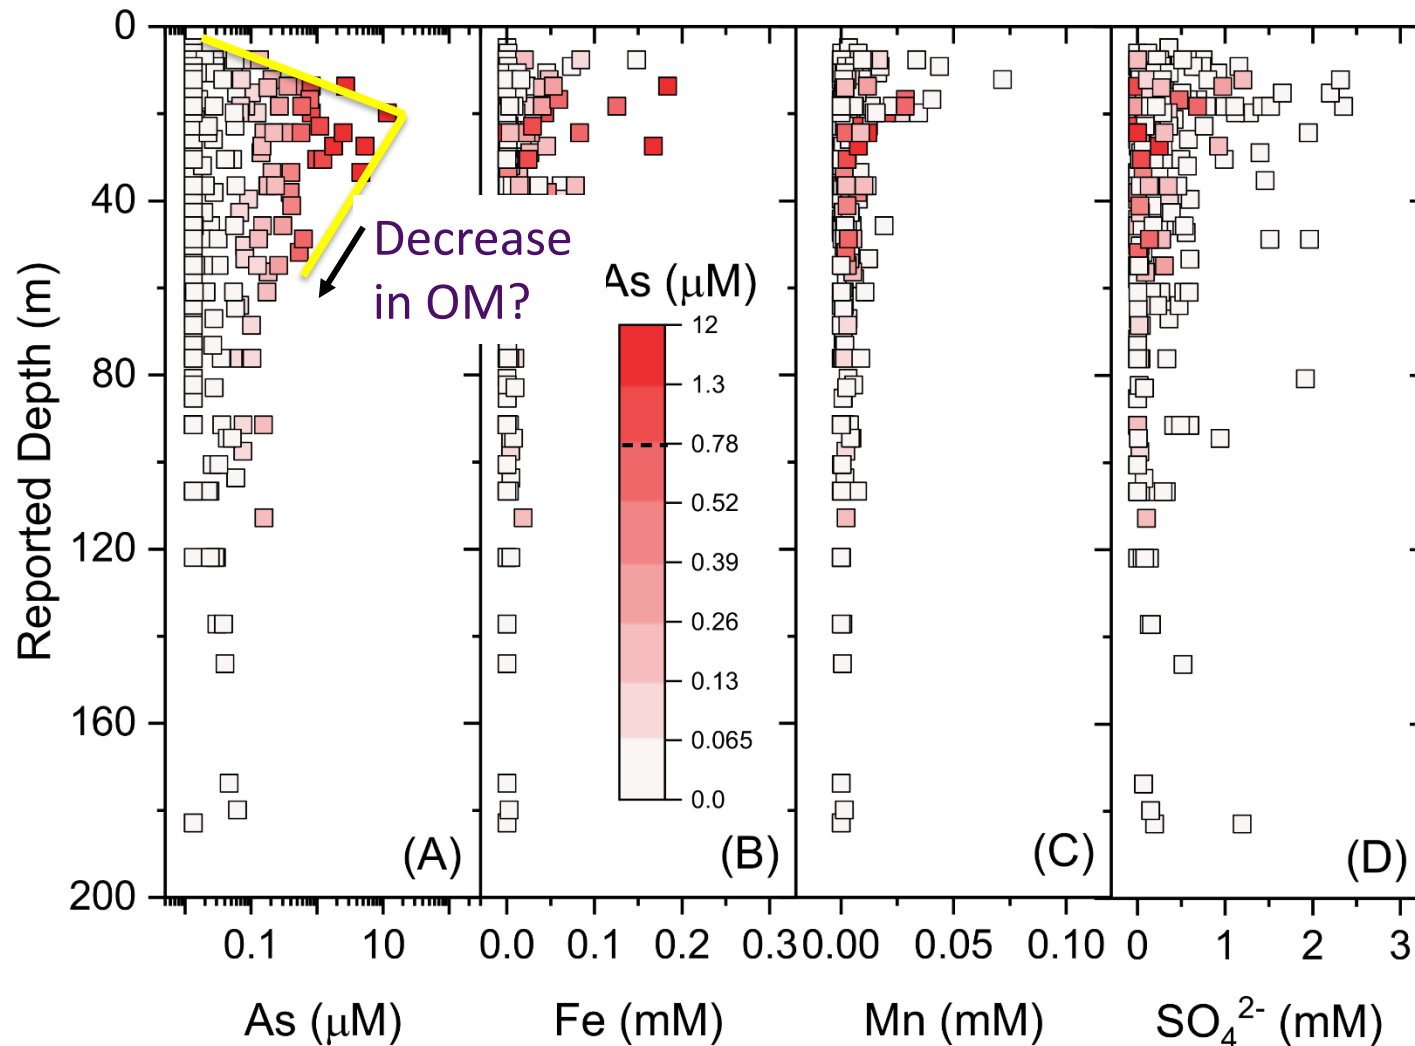 0
40
80
120
160
200
Reported Depth (m)
Decrease
in OM?
As (μM)
12
1.3
0.78
0.52
0.39
0.26
0.13
0.065
0.0
(A)
(B)
(C)
(D)
0.1 10
0.0 0.1 0.2 0.3
0.00 0.05 0.10
0 1 2 3
As (μM)
Fe (mM)
Mn (mM)
SO₄²⁻ (mM)